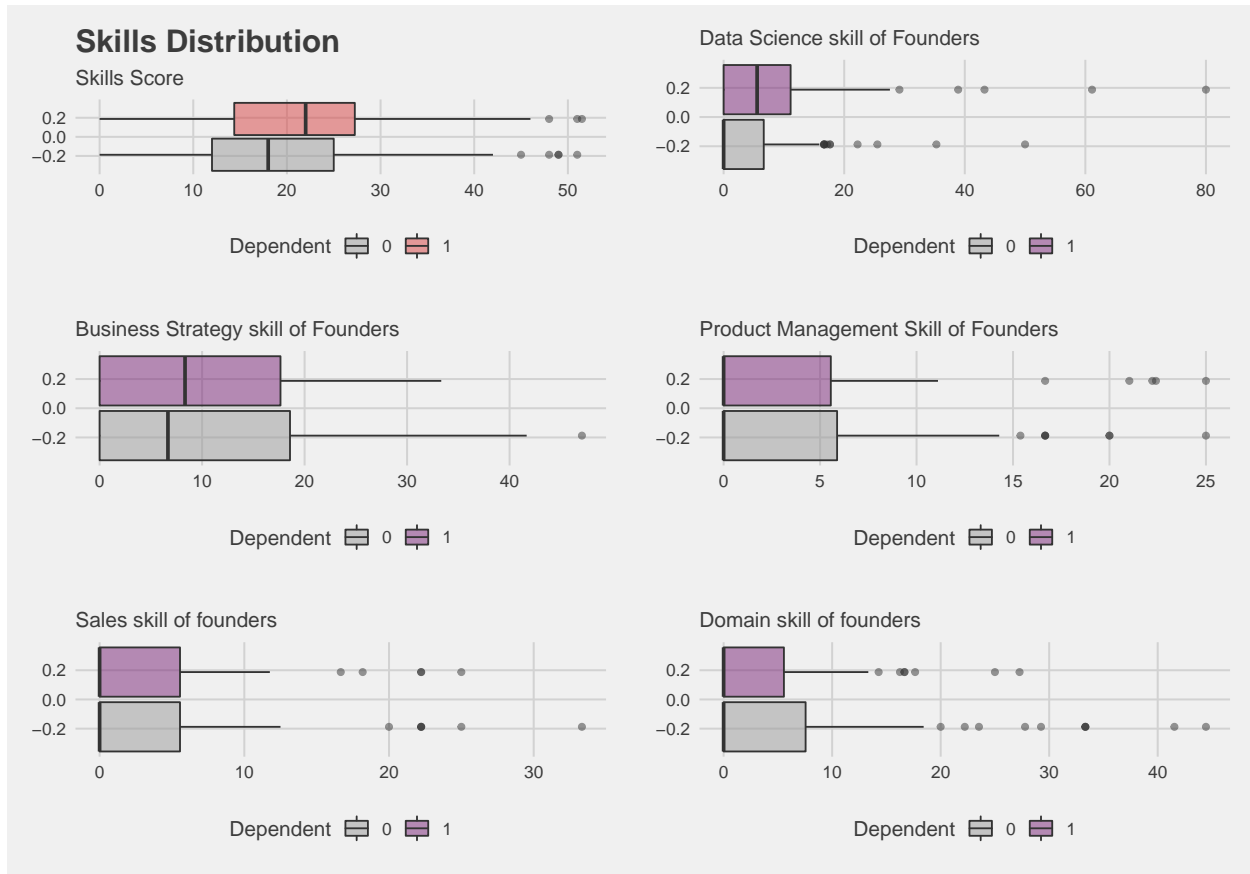 Skills Distribution
Skills Score
0.2
0.0
−0.2
0 10 20 30 40 50
Dependent 0 1
Data Science skill of Founders
0.2
0.0
−0.2
0 20 40 60 80
Dependent 0 1
Business Strategy skill of Founders
0.2
0.0
−0.2
0 10 20 30 40
Dependent 0 1
Product Management Skill of Founders
0.2
0.0
−0.2
0 5 10 15 20 25
Dependent 0 1
Sales skill of founders
0.2
0.0
−0.2
0 10 20 30
Dependent 0 1
Domain skill of founders
0.2
0.0
−0.2
0 10 20 30 40
Dependent 0 1